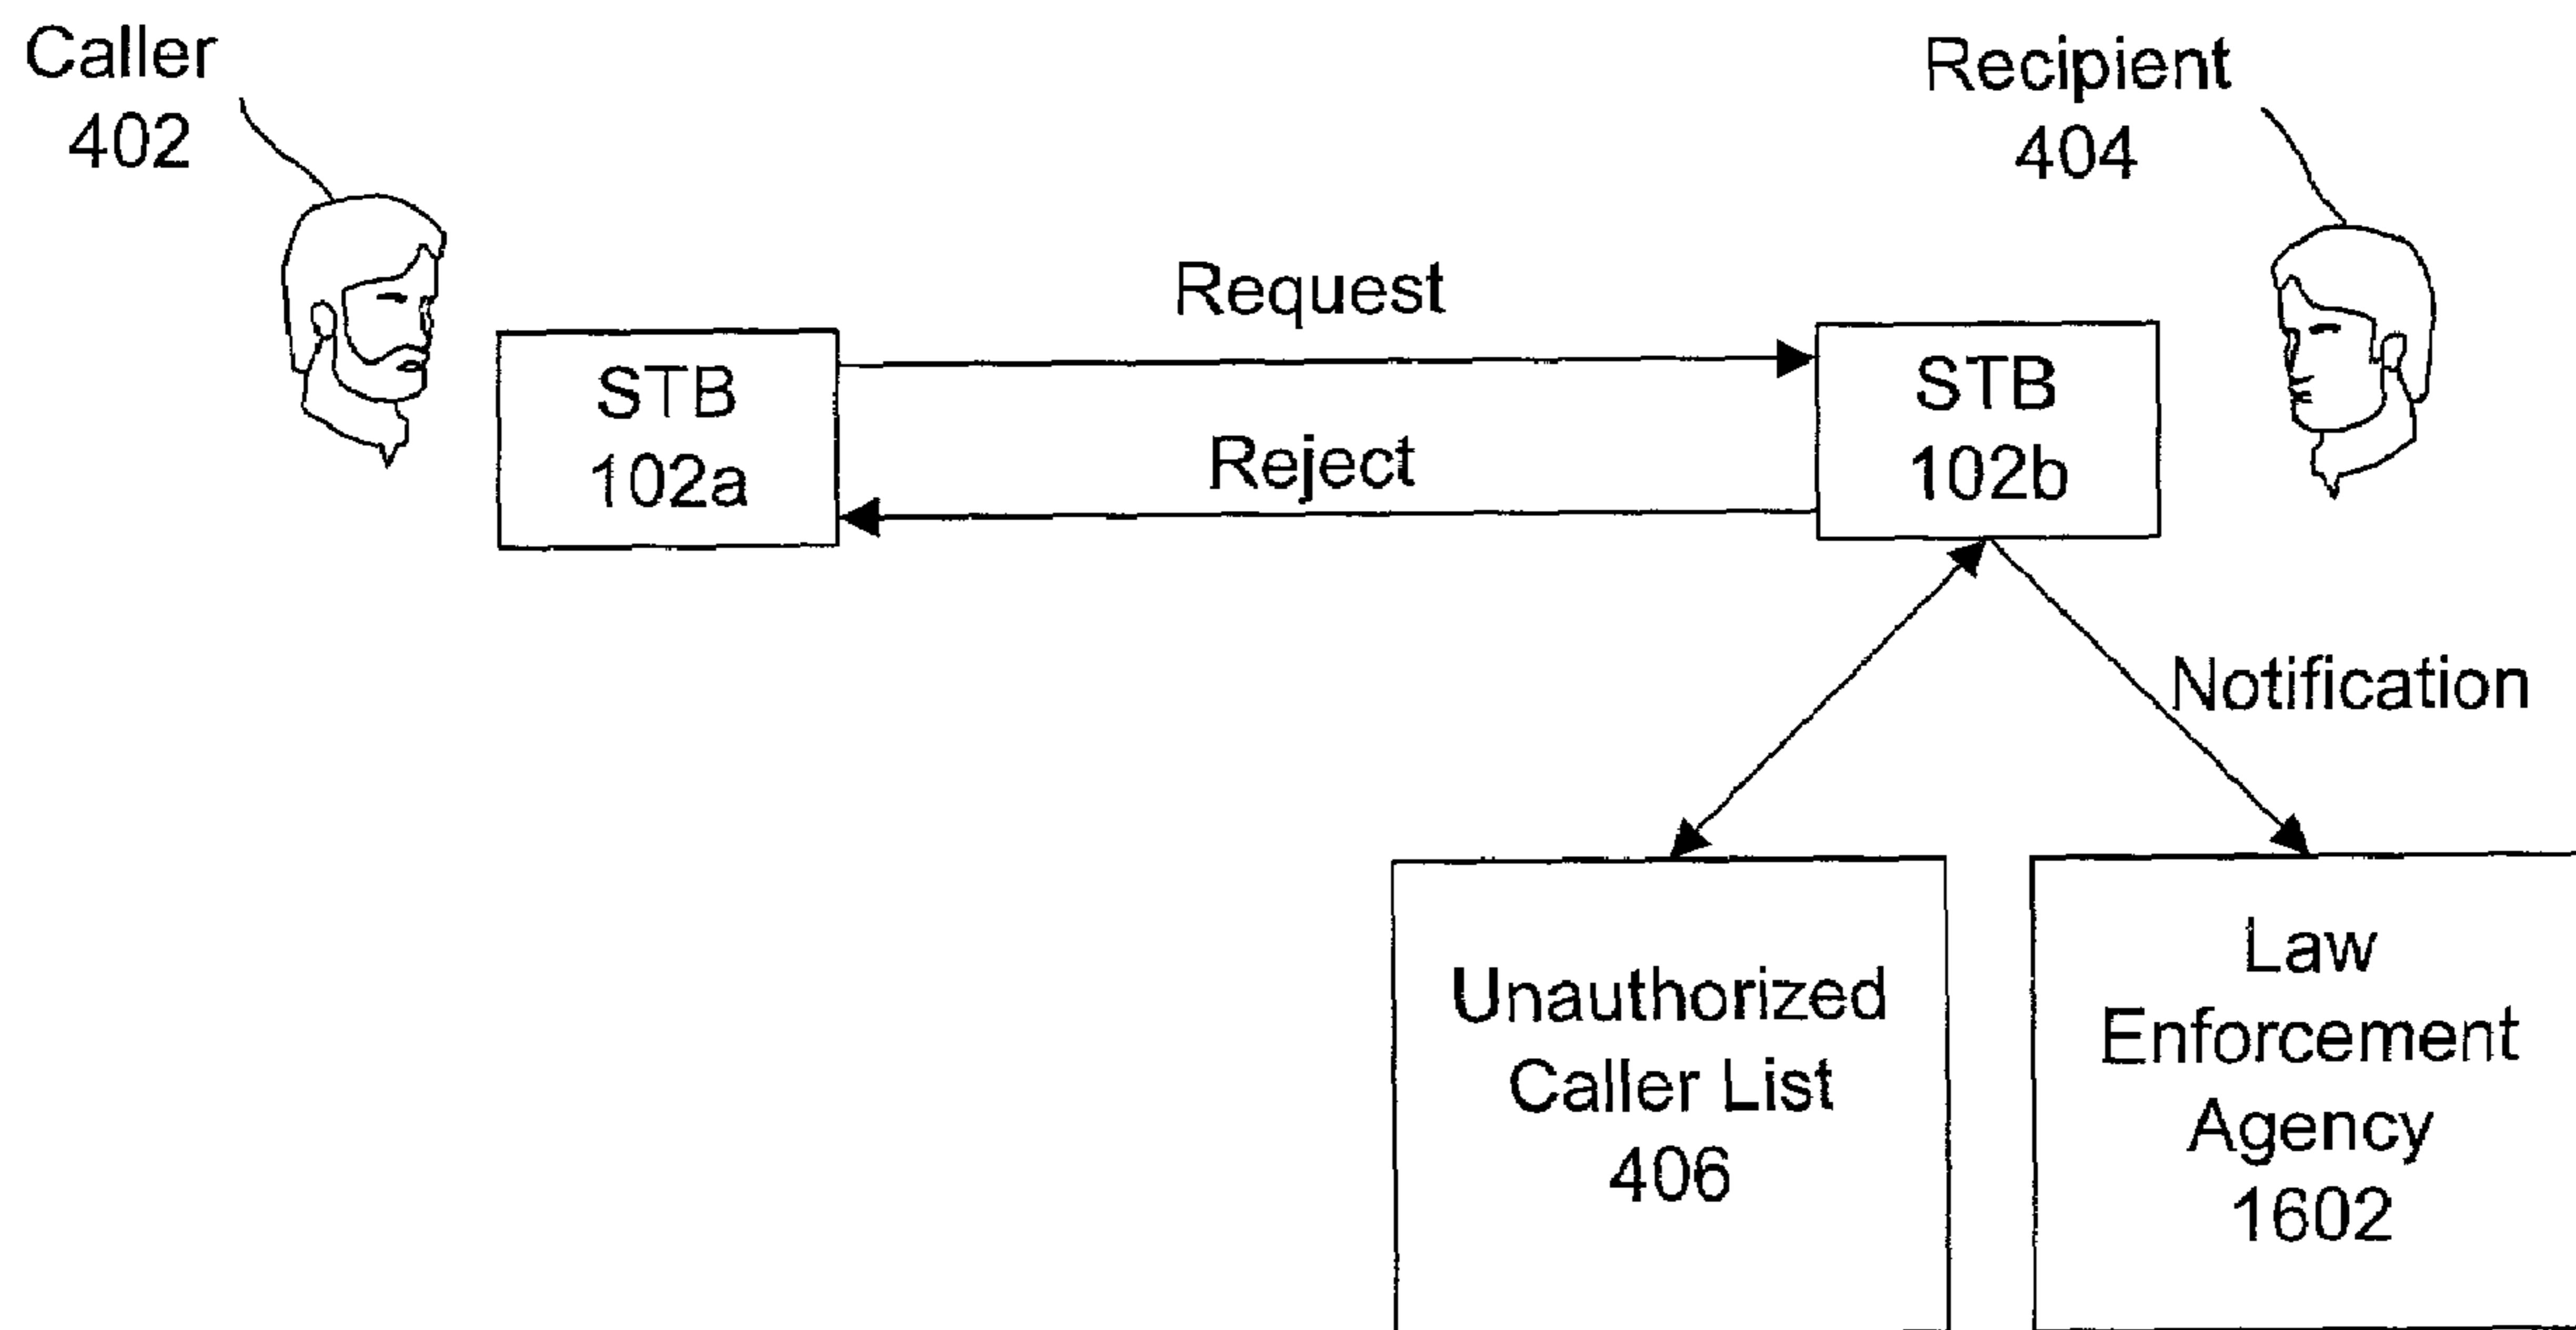 Caller
402
Recipient
404
Request
STB
102a
Reject
STB
102b
Notification
Unauthorized
Caller List
406
Law
Enforcement
Agency
1602